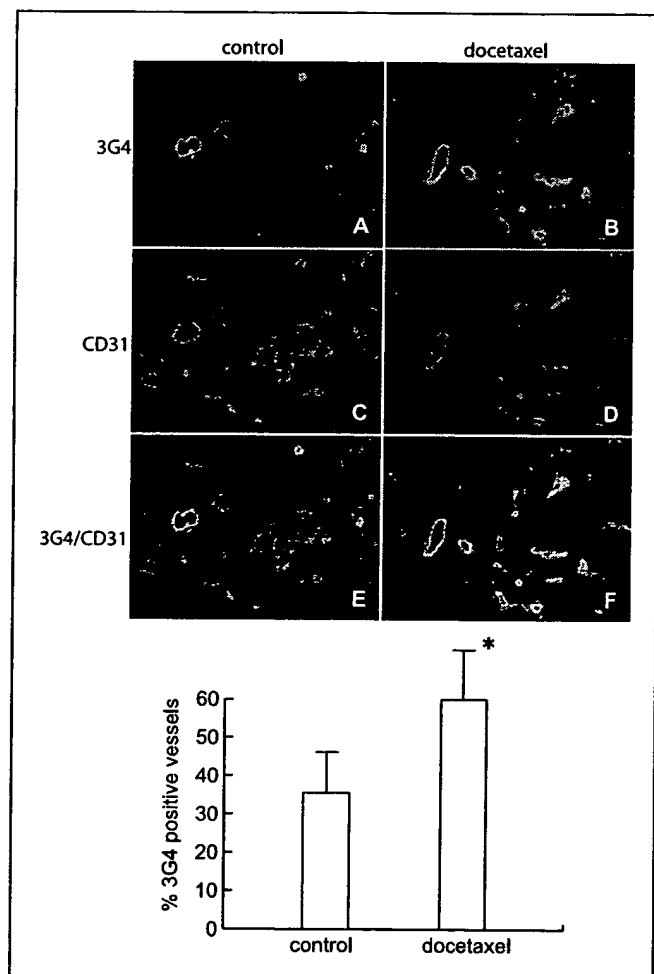 control docetaxel
3G4
A B
CD31
C D
3G4/CD31
E F
*
60
50
40
30
20
10
0
% 3G4 positive vessels
control docetaxel